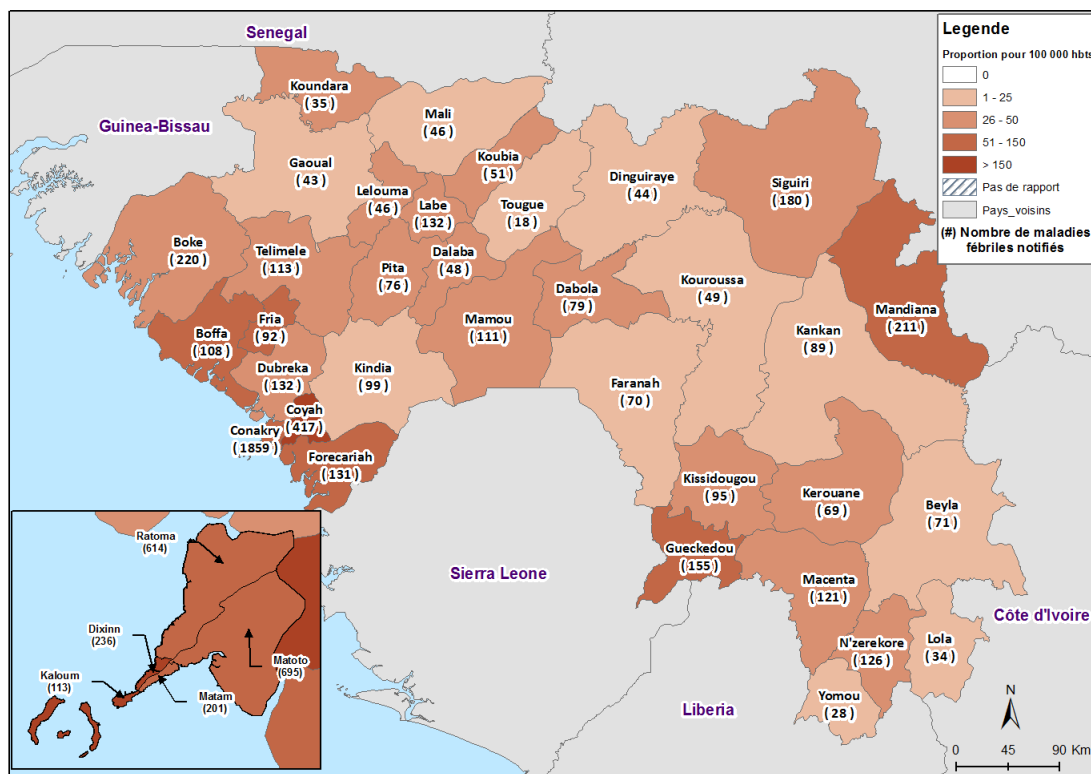 Senegal
Guinea-Bissau
Koundara
( 35 )
Mali
( 46 )
Gaoual
( 43 )
Koubia
( 51 )
Lelouma
( 46 )
Labe
( 132 )
Tougue
( 18 )
Dinguiraye
( 44 )
Siguiri
( 180 )
Boke
( 220 )
Telimele
( 113 )
Pita
( 76 )
Dalaba
( 48 )
Dabola
( 79 )
Kouroussa
( 49 )
Mandiana
( 211 )
Boffa
( 108 )
Fria
( 92 )
Mamou
( 111 )
Kankan
( 89 )
Dubreka
( 132 )
Kindia
( 99 )
Faranah
( 70 )
Coyah
( 417 )
Conakry
( 1859 )
Forecariah
( 131 )
Kissidougou
( 95 )
Kerouane
( 69 )
Beyla
( 71 )
Gueckedou
( 155 )
Macenta
( 121 )
N'zerekore
( 126 )
Lola
( 34 )
Yomou
( 28 )
Sierra Leone
Liberia
Côte d'Ivoire
Legende
Proportion pour 100 000 hbts
0
1 - 25
26 - 50
51 - 150
> 150
Pas de rapport
Pays_voisins
(#) Nombre de maladies
fébriles notifiés
Ratoma
(614)
Dixinn
(236)
Kaloum
(113)
Matam
(201)
Matoto
(695)
N
0 45 90 Km